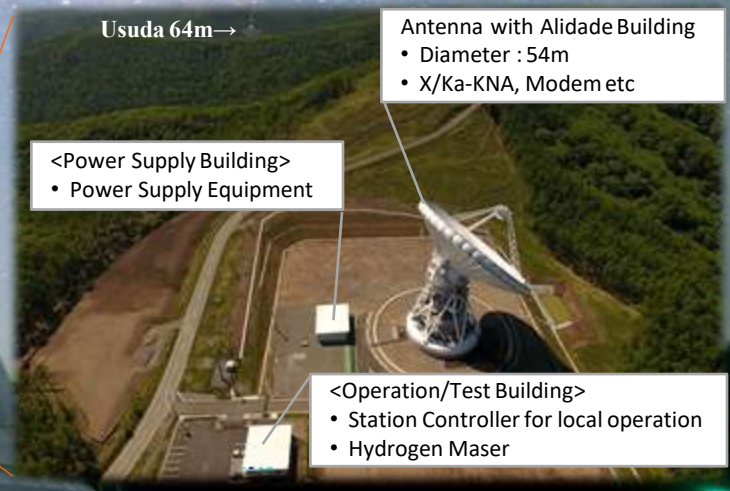 Usuda 64m→
Antenna with Alidade Building
• Diameter : 54m
• X/Ka-KNA, Modem etc
<Power Supply Building>
• Power Supply Equipment
<Operation/Test Building>
• Station Controller for local operation
• Hydrogen Maser